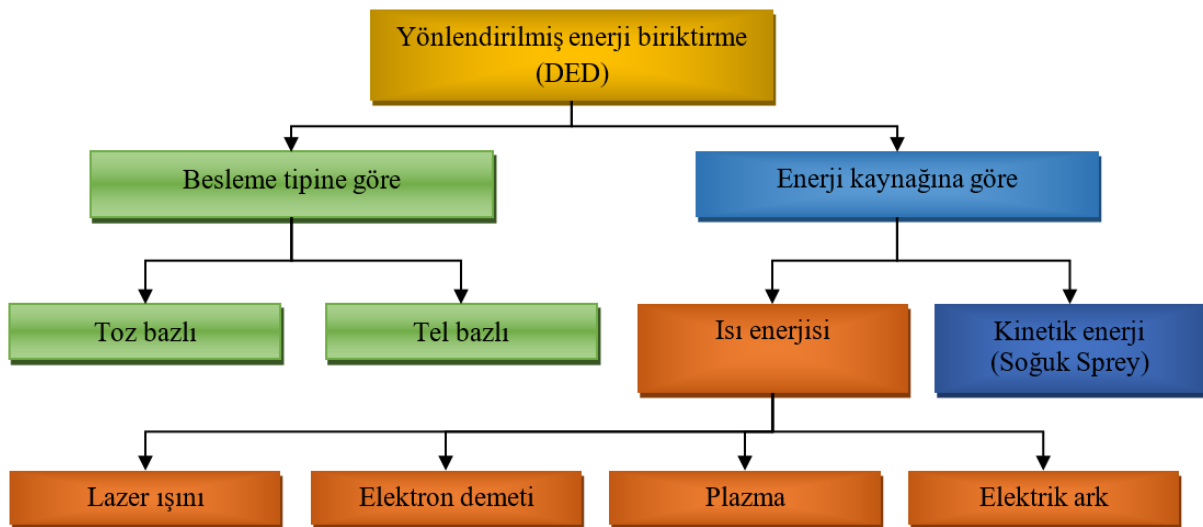 Yönlendirilmiş enerji biriktirme
(DED)
Besleme tipine göre
Enerji kaynağına göre
Toz bazlı
Tel bazlı
Isı enerjisi
Kinetik enerji
(Soğuk Sprey)
Lazer ışını
Elektron demeti
Plazma
Elektrik ark